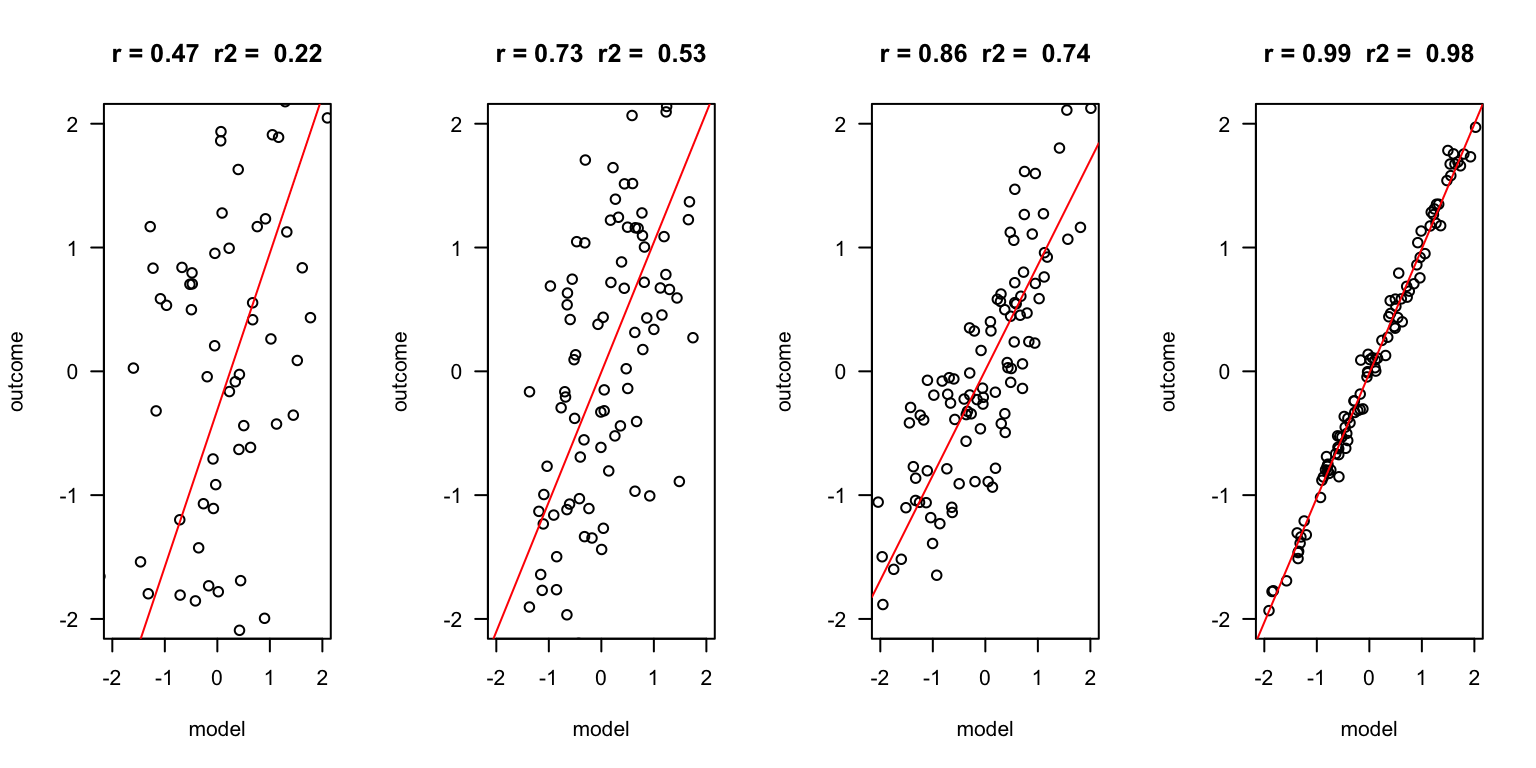 r = 0.47  r2 =  0.22
2
1
0
-1
-2
outcome
-2 -1 0 1 2
model
r = 0.73  r2 =  0.53
2
1
0
-1
-2
outcome
-2 -1 0 1 2
model
r = 0.86  r2 =  0.74
2
1
0
-1
-2
outcome
-2 -1 0 1 2
model
r = 0.99  r2 =  0.98
2
1
0
-1
-2
outcome
-2 -1 0 1 2
model